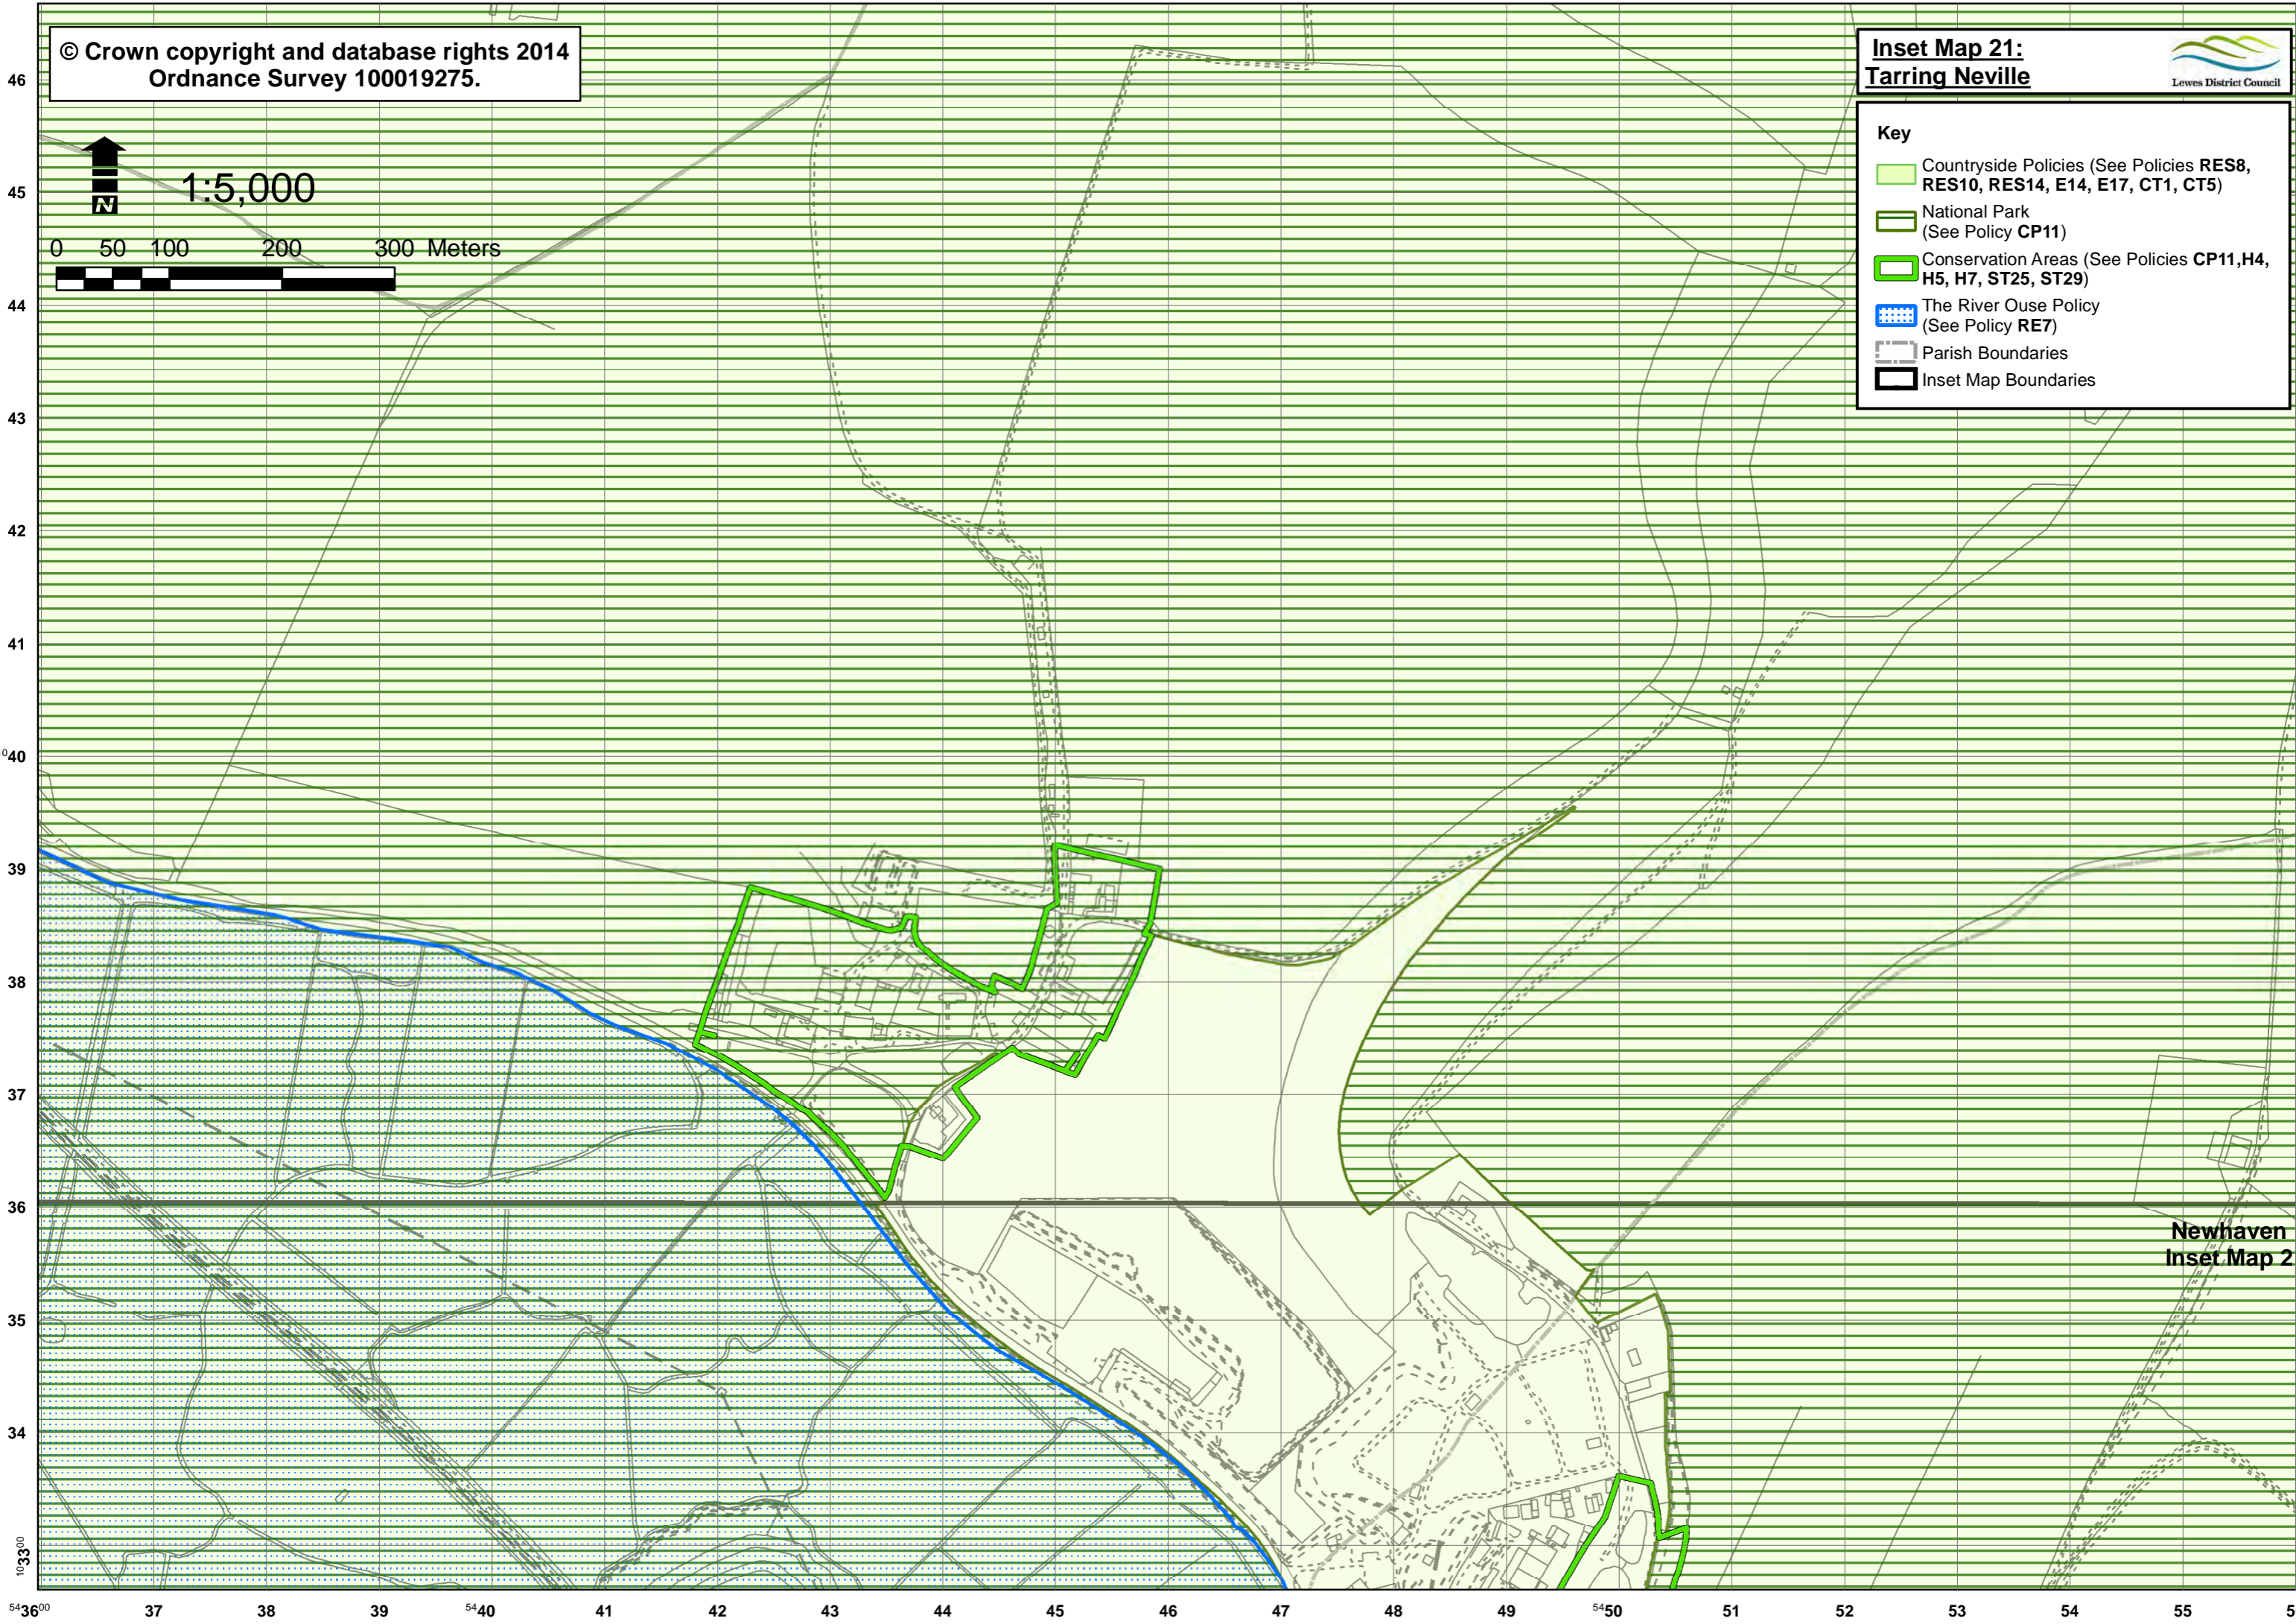 © Crown copyright and database rights 2014
Ordnance Survey 100019275.
Inset Map 21:
Tarring Neville
Lewes District Council
Key
Countryside Policies (See Policies RES8,
RES10, RES14, E14, E17, CT1, CT5)
National Park
(See Policy CP11)
Conservation Areas (See Policies CP11,H4,
H5, H7, ST25, ST29)
The River Ouse Policy
(See Policy RE7)
Parish Boundaries
Inset Map Boundaries
N
1:5,000
0 50 100 200 300 Meters
46
45
44
43
42
41
040
39
38
37
36
35
34
103300
Newhaven
Inset Map 2
543600 37 38 39 5440 41 42 43 44 45 46 47 48 49 5450 51 52 53 54 55